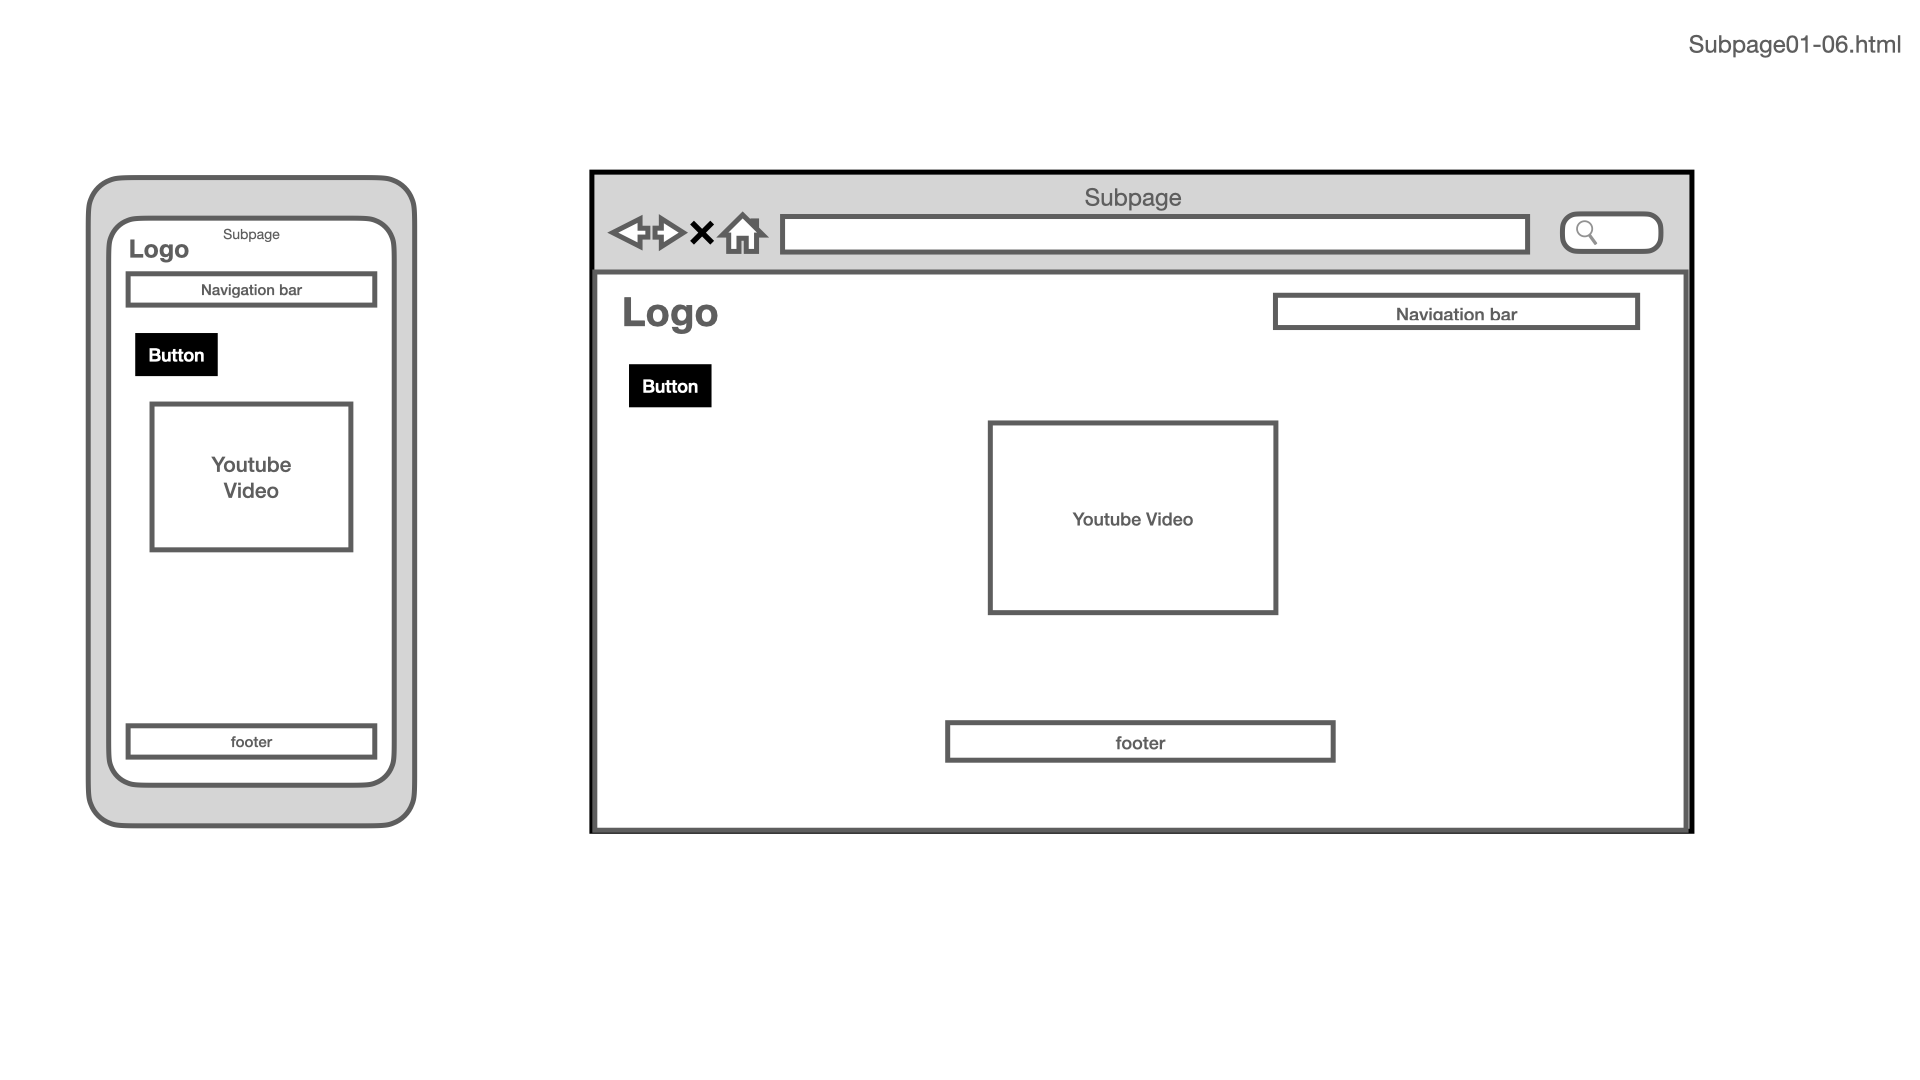 Subpage01-06.html
Subpage
Logo
Navigation bar
Button
Youtube
Video
footer
Subpage
Logo
Navigation bar
Button
Youtube Video
footer